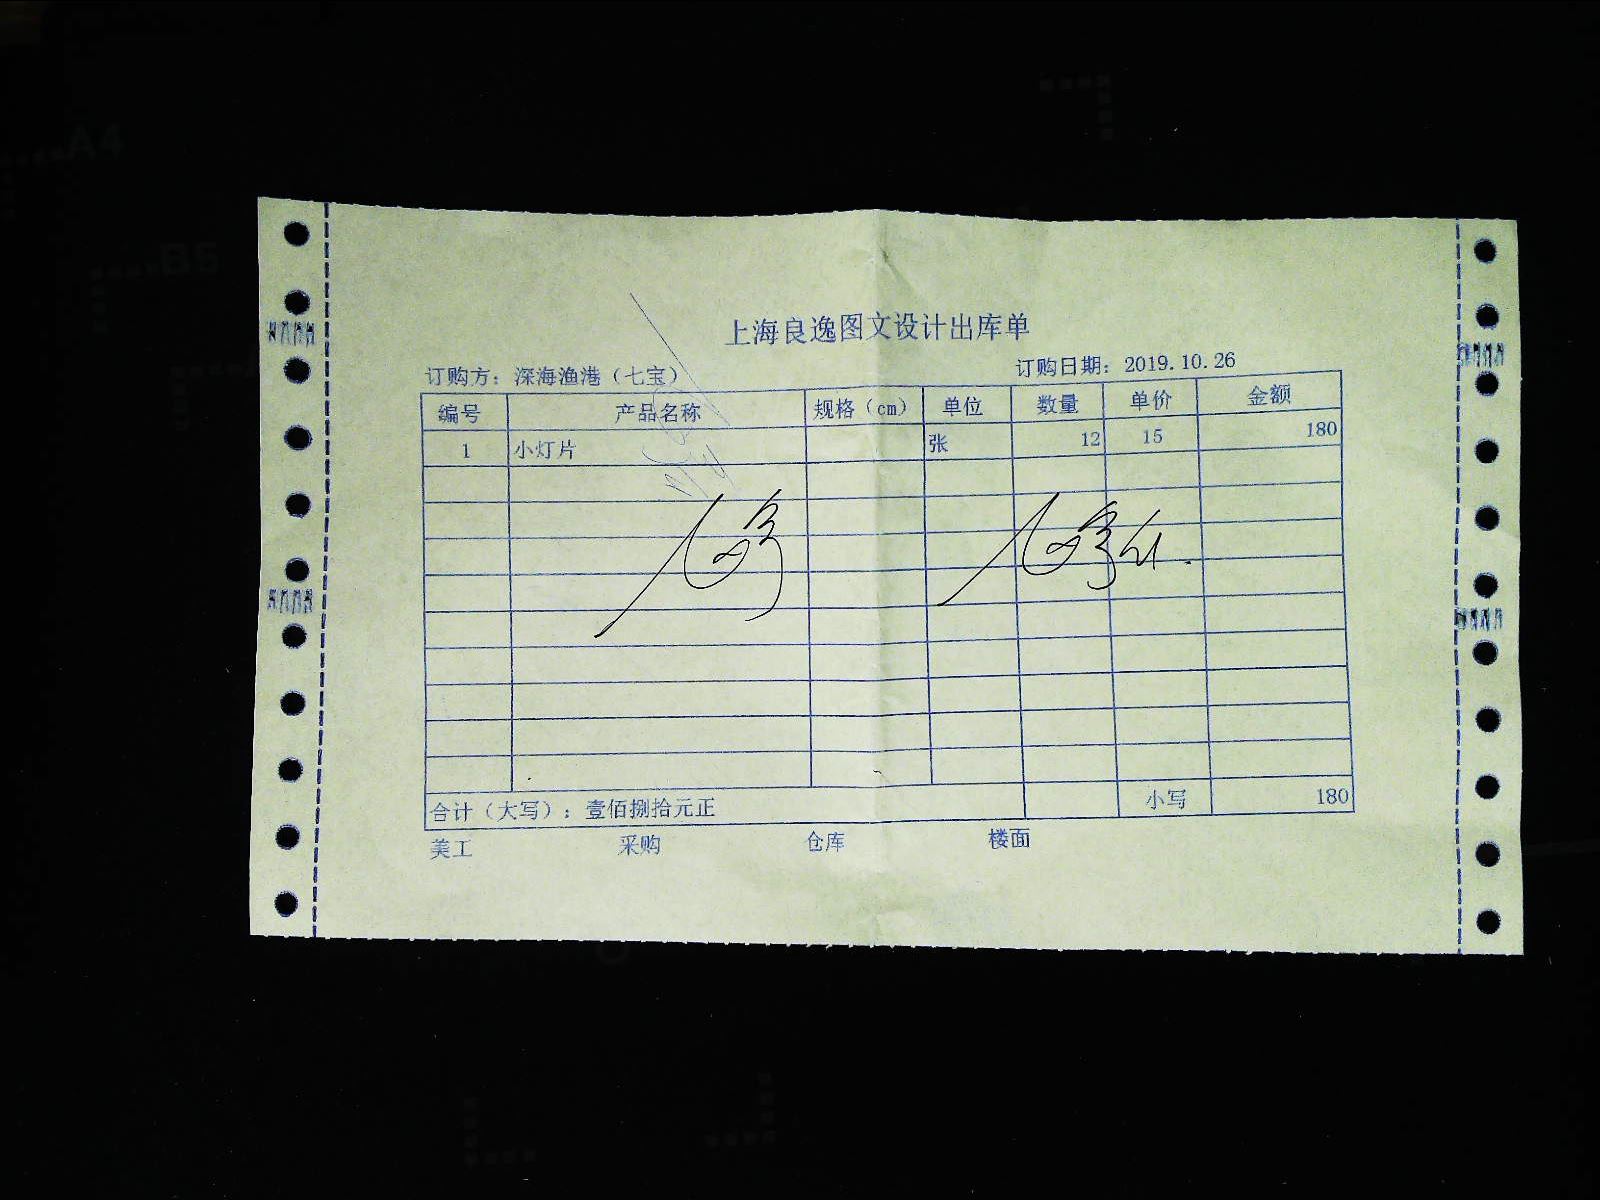 上海良逸图文设计出库单
订购方：深海渔港（七宝） 订购日期：2019.10.26
编号 产品名称 规格（cm） 单位 数量 单价 金额
1 小灯片 张 12 15 180
合计（大写）：壹佰捌拾元正 小写 180
美工 采购 仓库 楼面
A4
B5